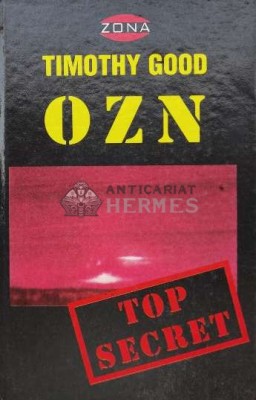 ZONA
TIMOTHY GOOD
OZN
ANTICARIAT
HERMES
TOP
SECRET